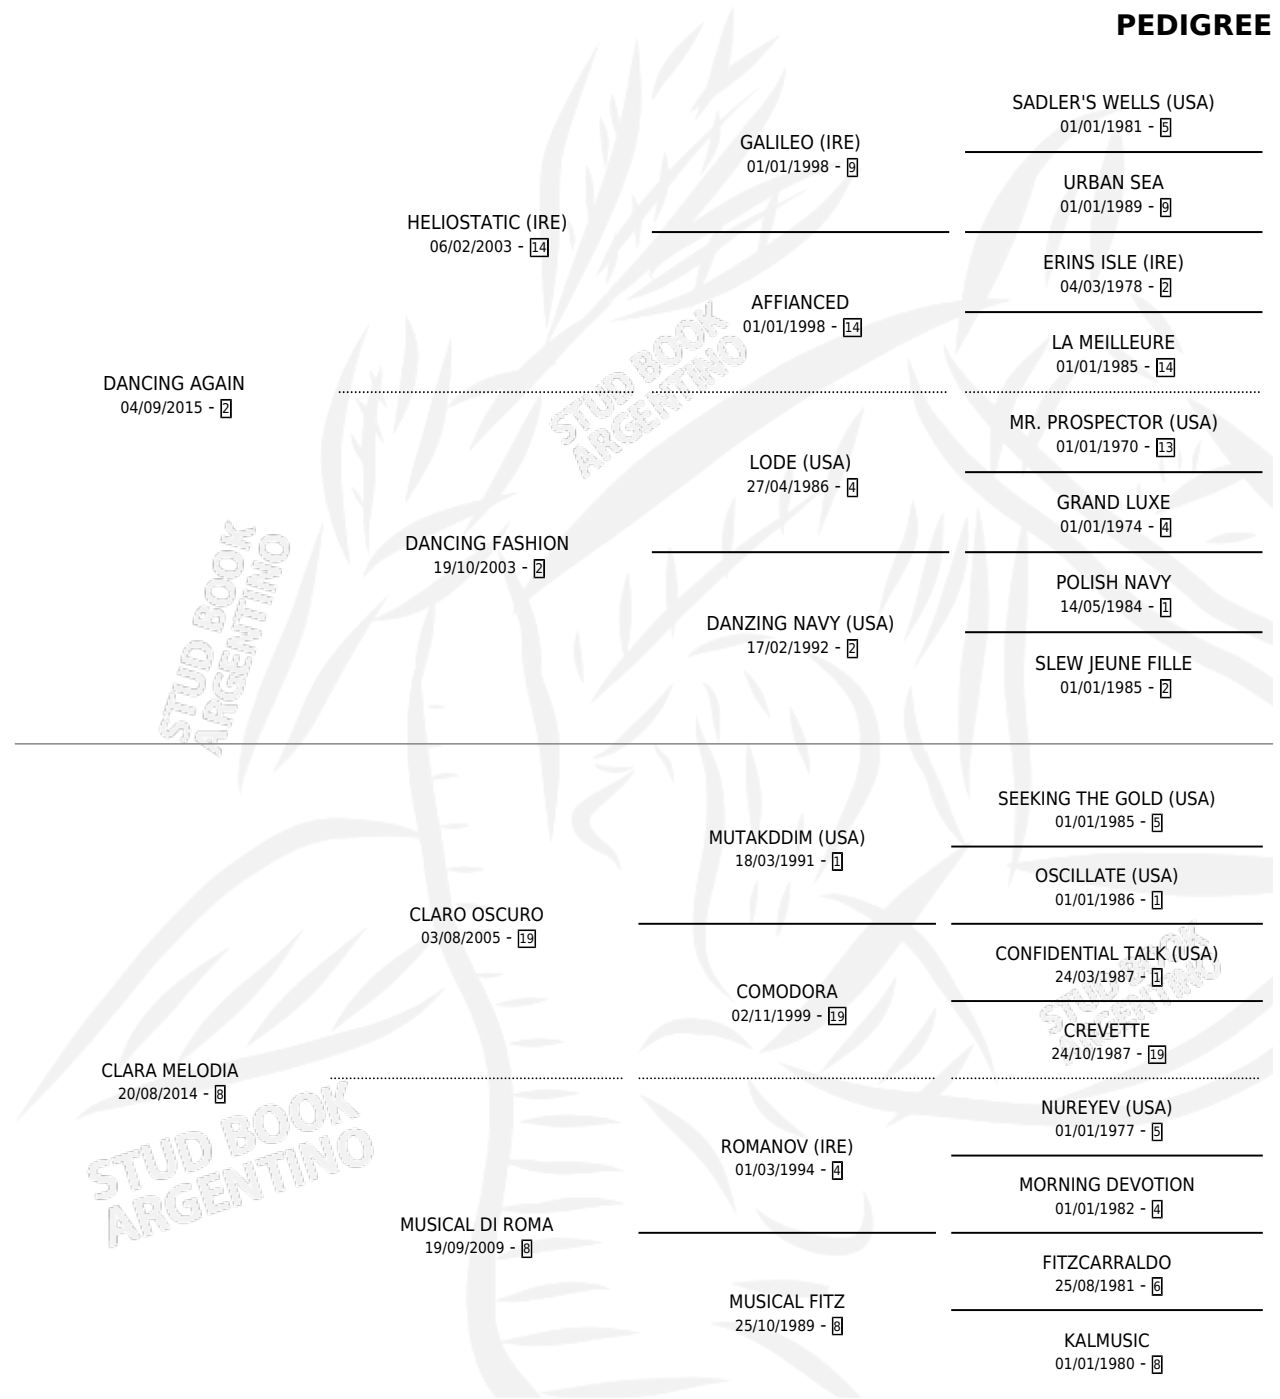 PEDIGREE
SADLER'S WELLS (USA)
01/01/1981 - 5
GALILEO (IRE)
01/01/1998 - 9
URBAN SEA
01/01/1989 - 9
HELIOSTATIC (IRE)
06/02/2003 - 14
ERINS ISLE (IRE)
04/03/1978 - 2
AFFIANCED
01/01/1998 - 14
LA MEILLEURE
01/01/1985 - 14
DANCING AGAIN
04/09/2015 - 2
MR. PROSPECTOR (USA)
01/01/1970 - 13
LODE (USA)
27/04/1986 - 4
GRAND LUXE
01/01/1974 - 4
DANCING FASHION
19/10/2003 - 2
POLISH NAVY
14/05/1984 - 1
DANZING NAVY (USA)
17/02/1992 - 2
SLEW JEUNE FILLE
01/01/1985 - 2
SEEKING THE GOLD (USA)
01/01/1985 - 5
MUTAKDDIM (USA)
18/03/1991 - 1
OSCILLATE (USA)
01/01/1986 - 1
CLARO OSCURO
03/08/2005 - 19
CONFIDENTIAL TALK (USA)
24/03/1987 - 1
COMODORA
02/11/1999 - 19
CREVETTE
24/10/1987 - 19
CLARA MELODIA
20/08/2014 - 8
NUREYEV (USA)
01/01/1977 - 5
ROMANOV (IRE)
01/03/1994 - 4
MORNING DEVOTION
01/01/1982 - 4
MUSICAL DI ROMA
19/09/2009 - 8
FITZCARRALDO
25/08/1981 - 6
MUSICAL FITZ
25/10/1989 - 8
KALMUSIC
01/01/1980 - 8
STUD BOOK
ARGENTINO
STUD BOOK
ARGENTINO
STUD BOOK
ARGENTINO
STUD BOOK
ARGENTINO